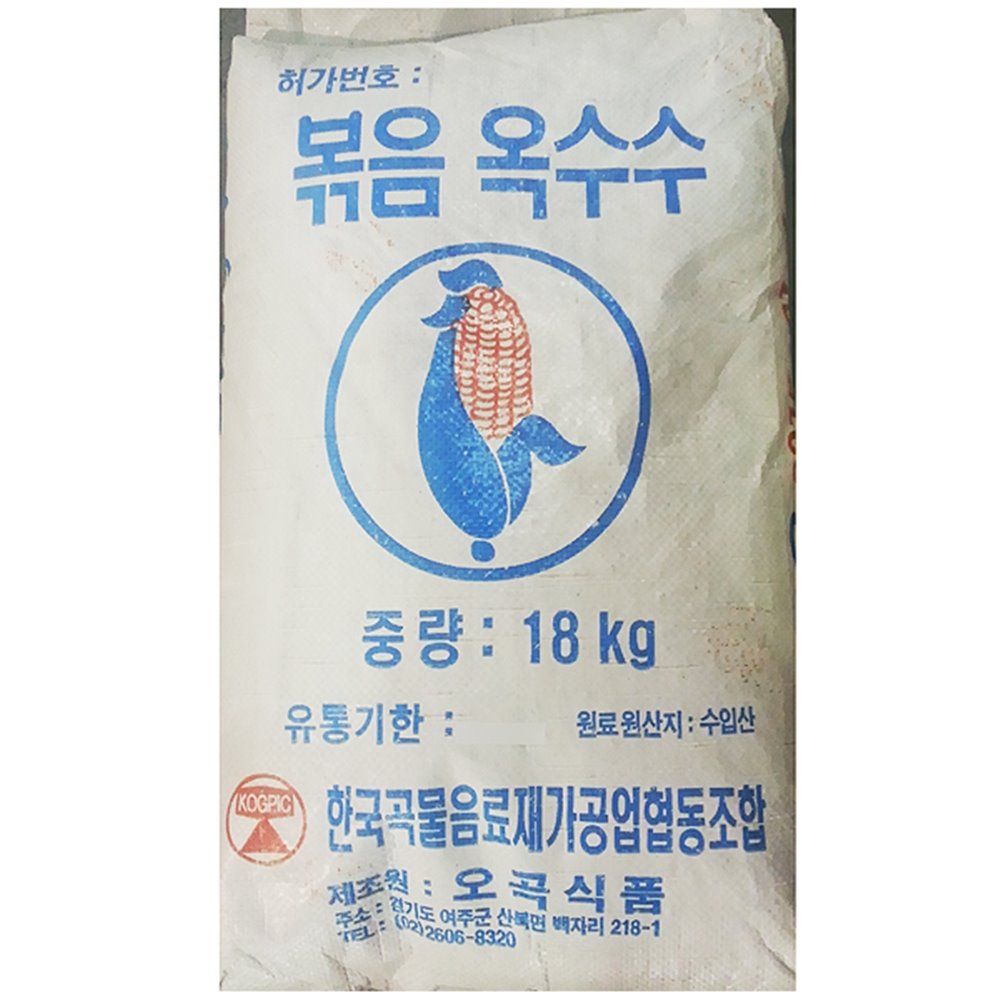 허가번호 :
볶음 옥수수
중량 : 18 kg
유통기한 :
원료원산지 : 수입산
KOGPIC
한국곡물음료재가공업협동조합
제조원 : 오곡식품
주소 : 경기도 여주군 산북면 백자리 218-1
TEL : (02)2606-8320